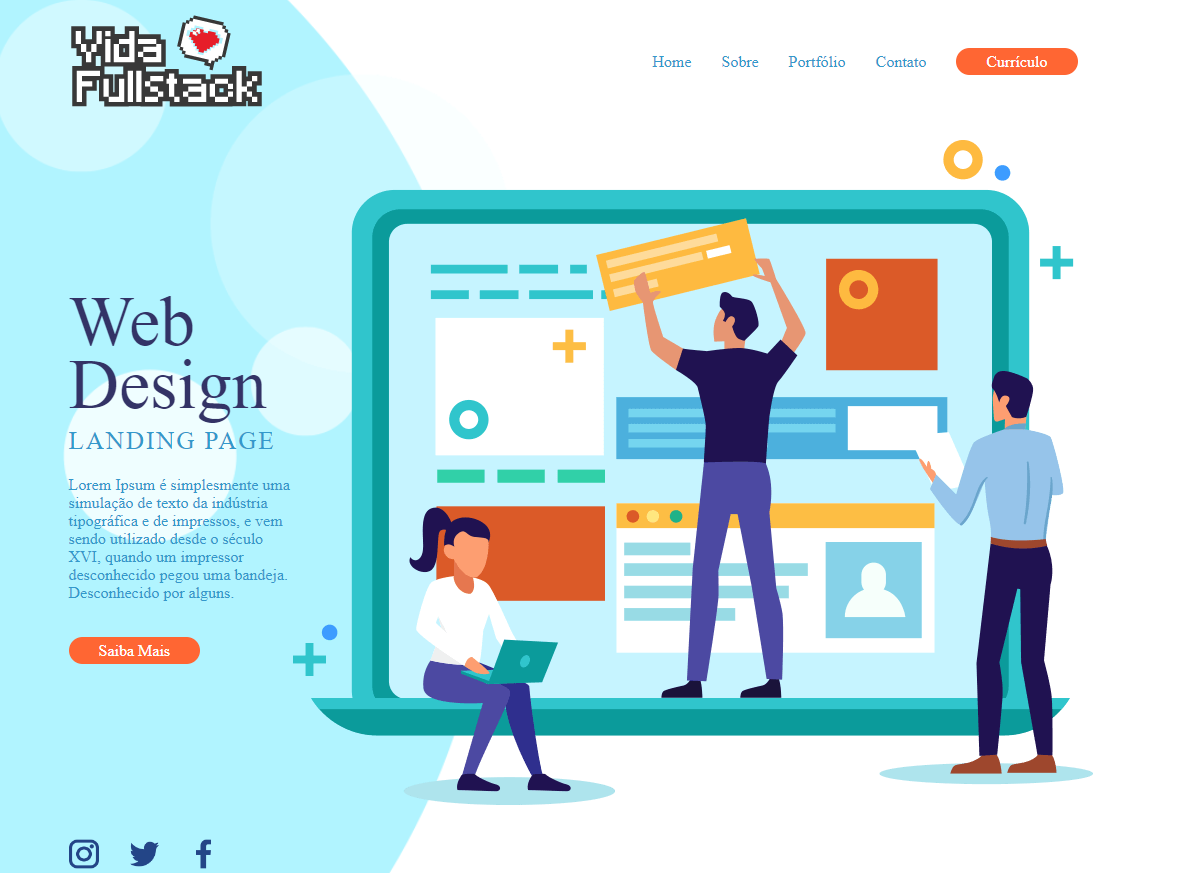 Vida
Fullstack
Home Sobre Portfólio Contato Currículo
Web
Design
LANDING PAGE
Lorem Ipsum é simplesmente uma
simulação de texto da indústria
tipográfica e de impressos, e vem
sendo utilizado desde o século
XVI, quando um impressor
desconhecido pegou uma bandeja.
Desconhecido por alguns.
Saiba Mais